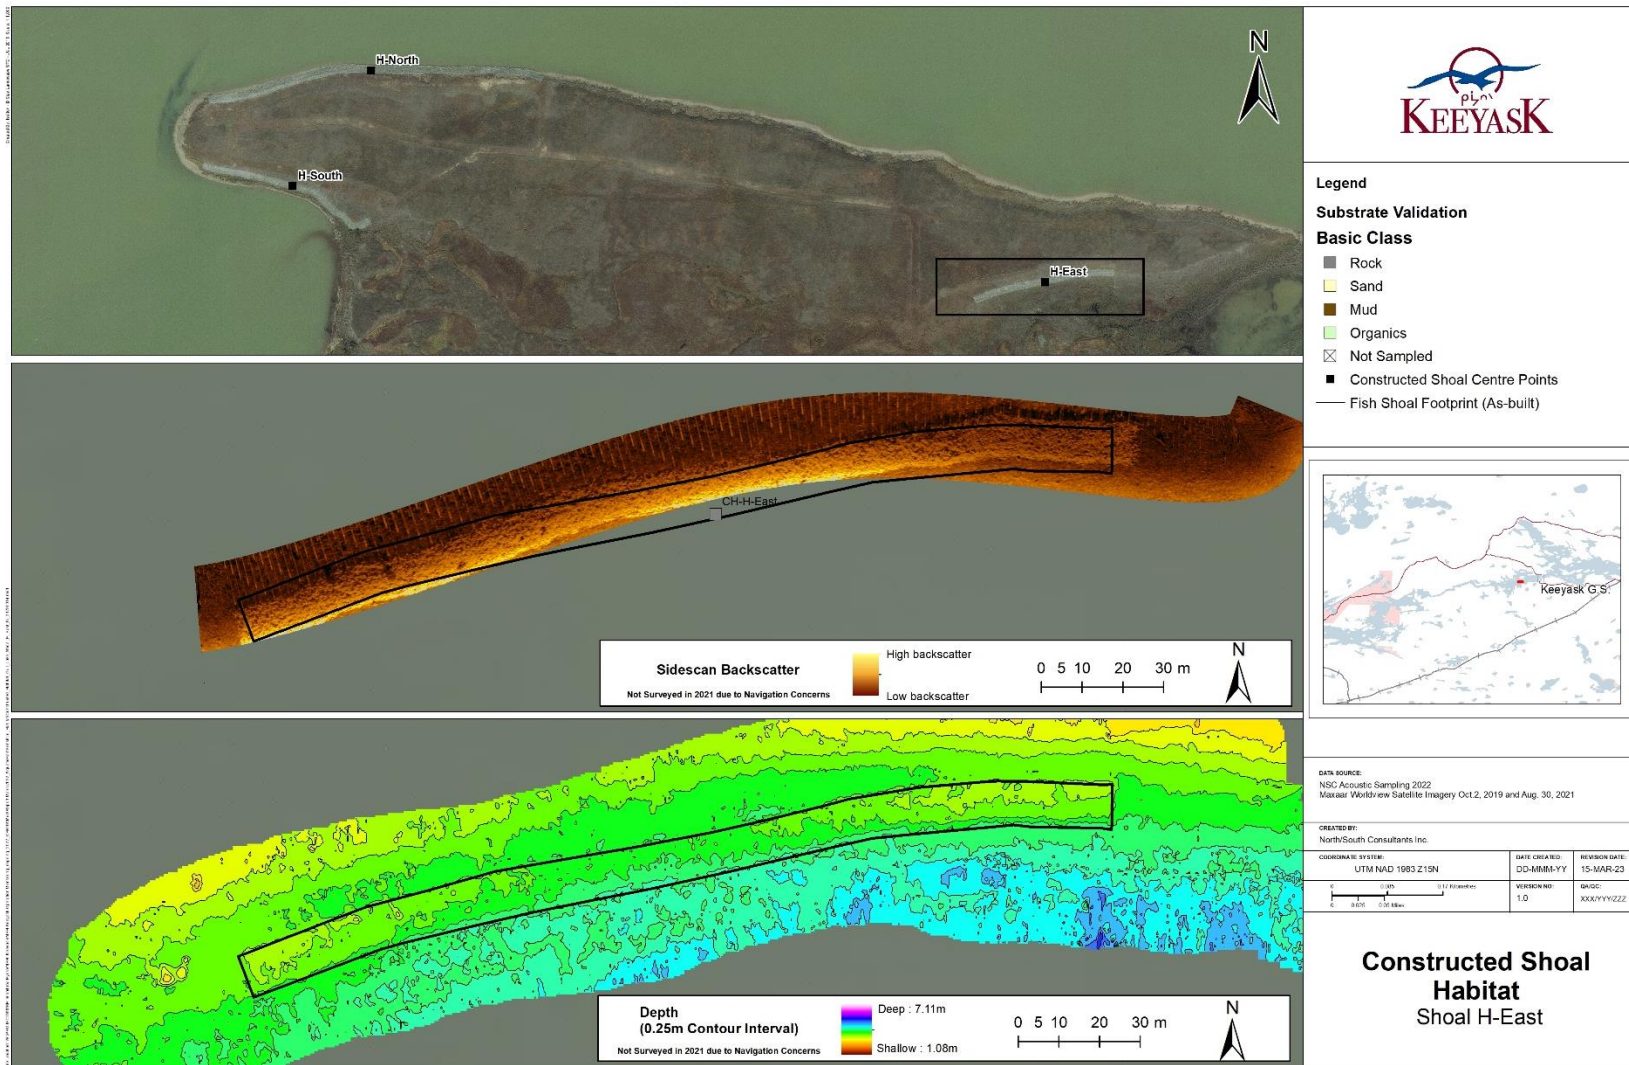 H-North
H-South
H-East
N
CH-H-East
Sidescan Backscatter
Not Surveyed in 2021 due to Navigation Concerns
High backscatter
Low backscatter
0 5 10 20 30 m
N
Depth
(0.25m Contour Interval)
Not Surveyed in 2021 due to Navigation Concerns
Deep : 7.11m
Shallow : 1.08m
0 5 10 20 30 m
N
KEEYASK
Legend
Substrate Validation
Basic Class
Rock
Sand
Mud
Organics
Not Sampled
Constructed Shoal Centre Points
Fish Shoal Footprint (As-built)
Keeyask G.S.
DATA SOURCE:
NSC Acoustic Sampling 2022
Maxaar Worldview Satellite Imagery Oct.2, 2019 and Aug. 30, 2021
CREATED BY:
North/South Consultants Inc.
COORDINATE SYSTEM:
UTM NAD 1983 Z15N
DATE CREATED:
DD-MMM-YY
REVISION DATE:
15-MAR-23
VERSION NO:
1.0
QA/QC:
XXX/YYY/ZZZ
Constructed Shoal
Habitat
Shoal H-East